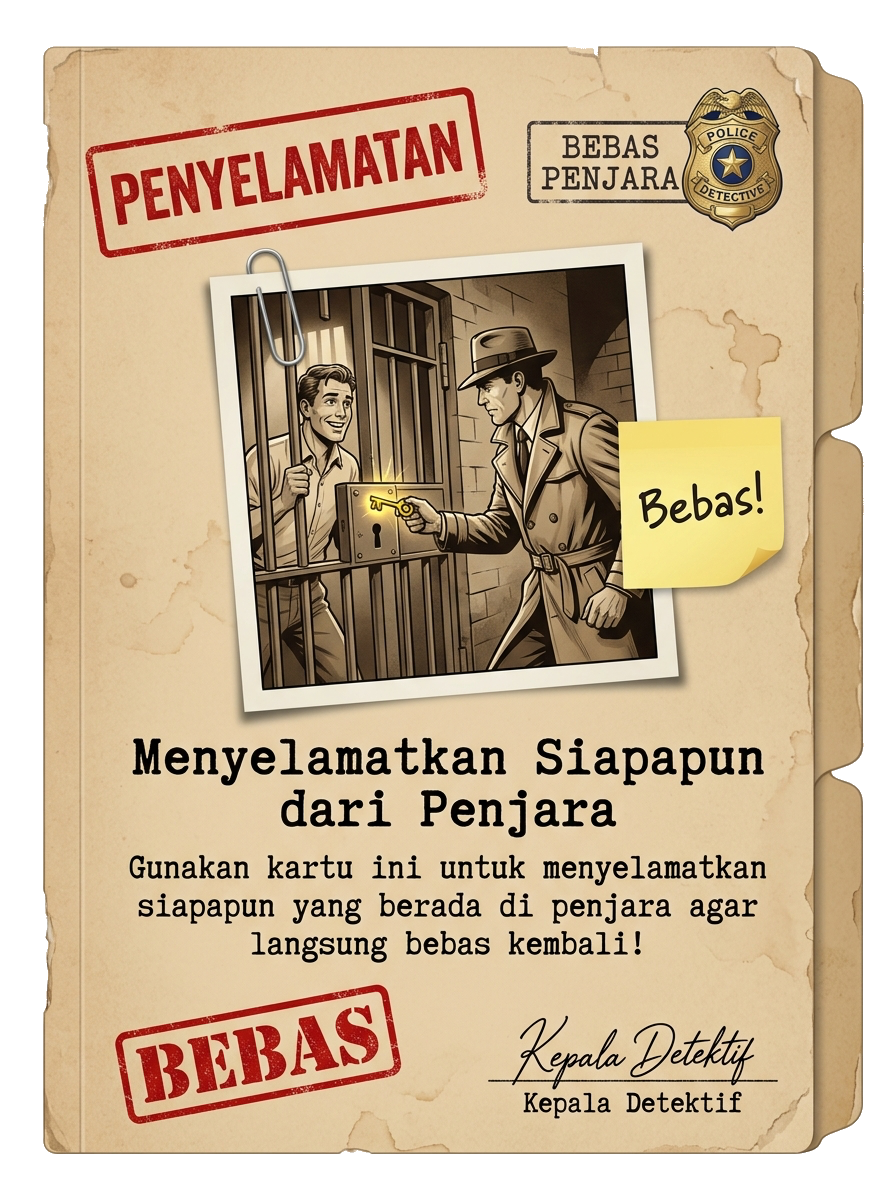 PENYELAMATAN
BEBAS
PENJARA
POLICE
DETECTIVE
Bebas!
Menyelamatkan Siapapun
dari Penjara
Gunakan kartu ini untuk menyelamatkan
siapapun yang berada di penjara agar
langsung bebas kembali!
BEBAS
Kepala Detektif
Kepala Detektif